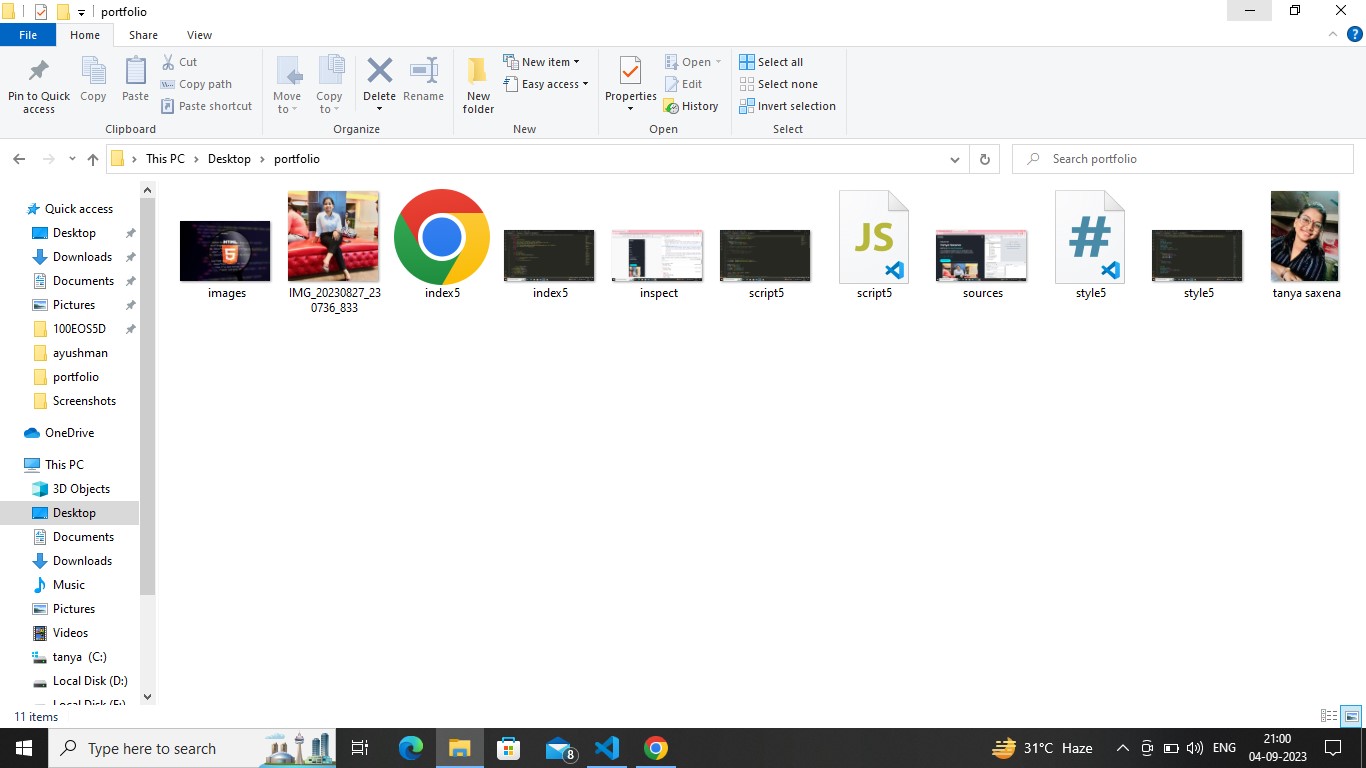 portfolio
File Home Share View
Pin to Quick access
Copy
Paste
Cut
Copy path
Paste shortcut
Clipboard
Move to
Copy to
Delete
Rename
Organize
New folder
New item
Easy access
New
Properties
Open
Edit
History
Open
Select all
Select none
Invert selection
Select
This PC > Desktop > portfolio
Search portfolio
Quick access
Desktop
Downloads
Documents
Pictures
100EOS5D
ayushman
portfolio
Screenshots
OneDrive
This PC
3D Objects
Desktop
Documents
Downloads
Music
Pictures
Videos
tanya (C:)
Local Disk (D:)
HTML
5
images
IMG_20230827_23
0736_833
index5
index5
inspect
script5
JS
script5
sources
#
style5
style5
tanya saxena
11 items
Type here to search
8
31°C Haze
ENG
21:00
04-09-2023